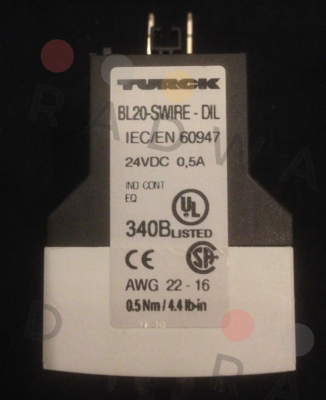 TURCK
BL20-SWIRE - DIL
IEC/EN 60947
24VDC 0,5A
IND CONT
EQ
UL
340B LISTED
CE SA
AWG 22 - 16
0.5 Nm / 4.4 lb-in